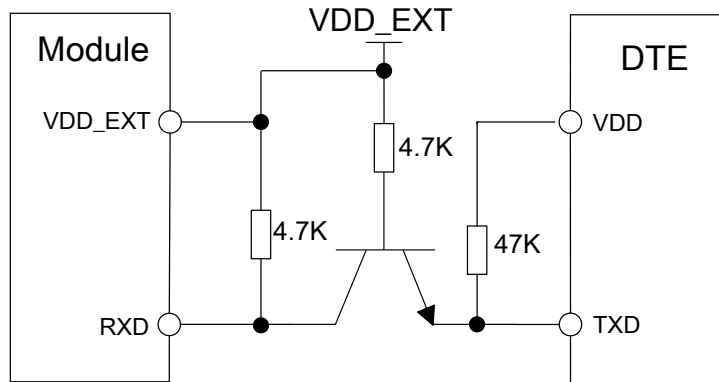 VDD_EXT
Module
DTE
VDD_EXT
VDD
4.7K
4.7K
47K
RXD
TXD